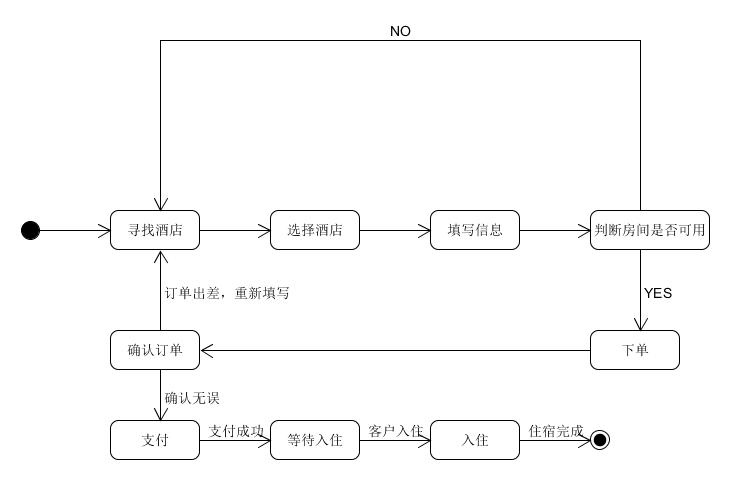 NO
寻找酒店
选择酒店
填写信息
判断房间是否可用
订单出差，重新填写
YES
确认订单
下单
确认无误
支付
支付成功
等待入住
客户入住
入住
住宿完成